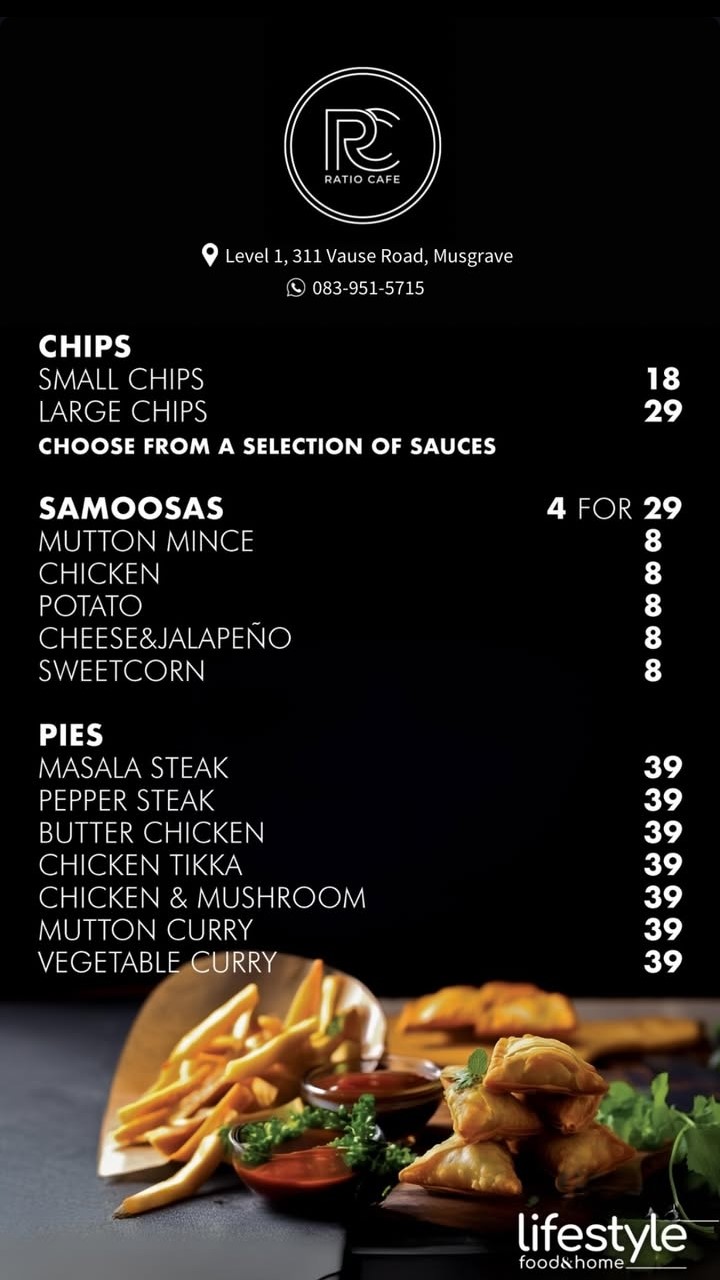 RC
RATIO CAFE
Level 1, 311 Vause Road, Musgrave
083-951-5715
CHIPS
SMALL CHIPS 18
LARGE CHIPS 29
CHOOSE FROM A SELECTION OF SAUCES
SAMOOSAS 4 FOR 29
MUTTON MINCE 8
CHICKEN 8
POTATO 8
CHEESE&JALAPEÑO 8
SWEETCORN 8
PIES
MASALA STEAK 39
PEPPER STEAK 39
BUTTER CHICKEN 39
CHICKEN TIKKA 39
CHICKEN & MUSHROOM 39
MUTTON CURRY 39
VEGETABLE CURRY 39
lifestyle
food&home